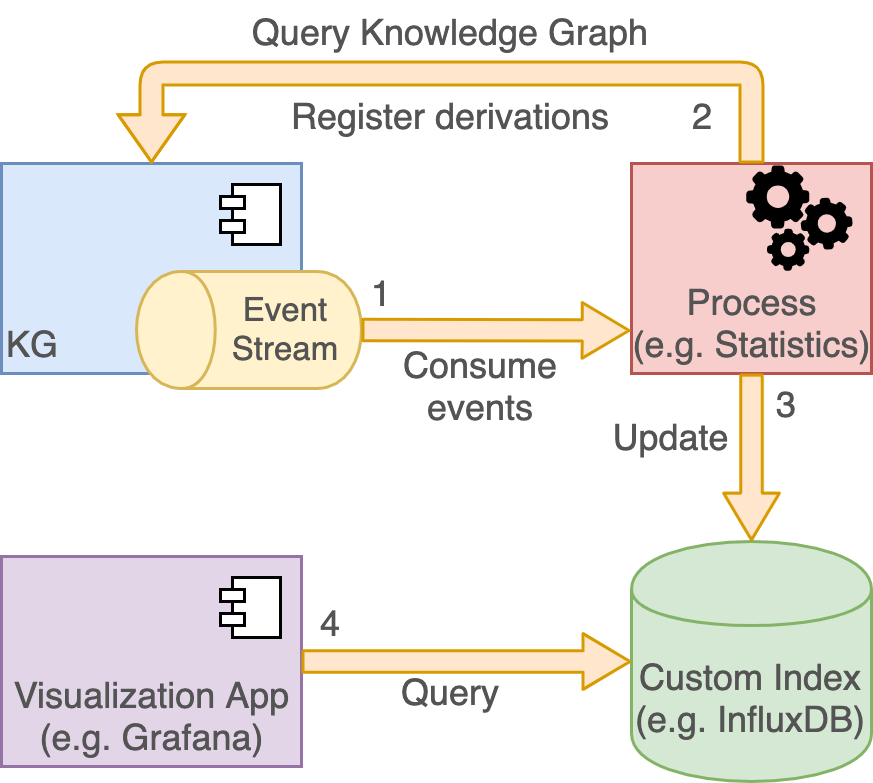 Query Knowledge Graph
Register derivations
2
KG
Event
Stream
1
Consume
events
Process
(e.g. Statistics)
3
Update
Visualization App
(e.g. Grafana)
4
Query
Custom Index
(e.g. InfluxDB)